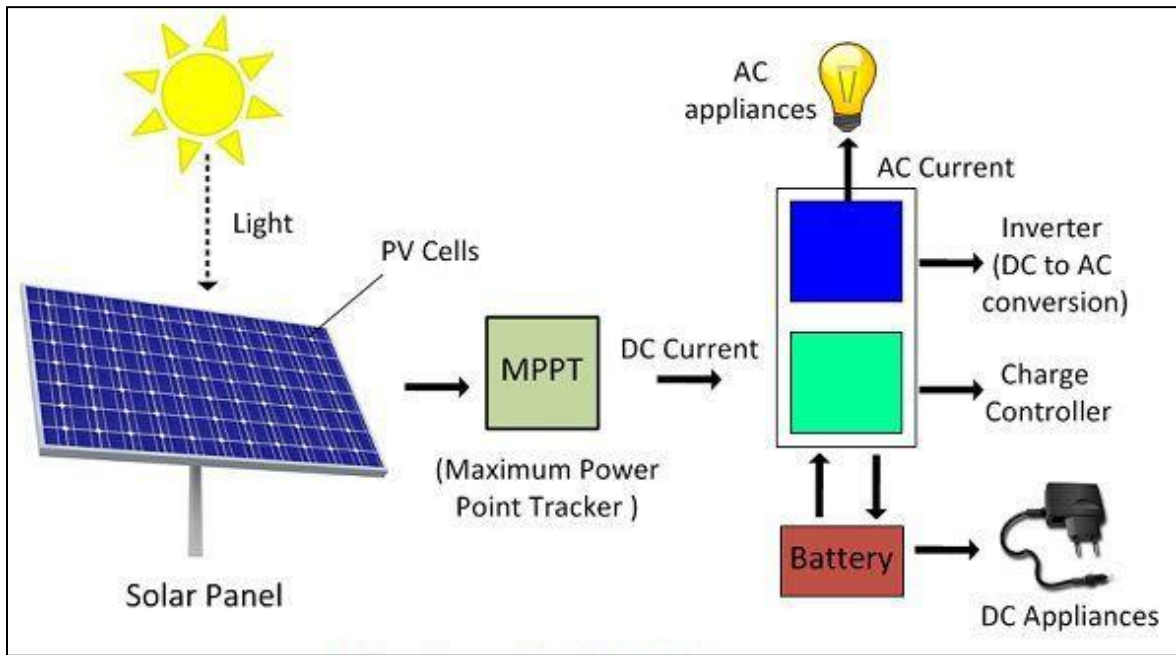 Light
PV Cells
Solar Panel
MPPT
(Maximum Power
Point Tracker )
DC Current
AC
appliances
AC Current
Inverter
(DC to AC
conversion)
Charge
Controller
Battery
DC Appliances